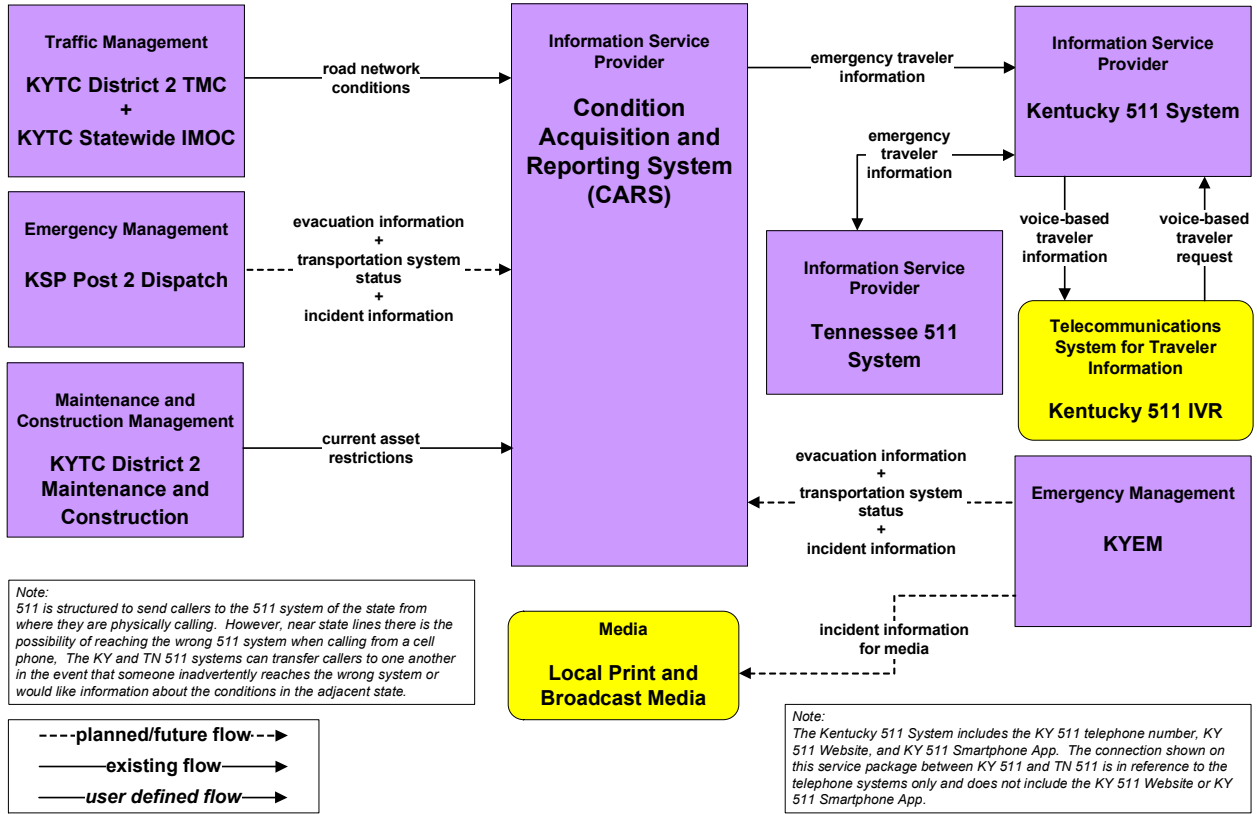 Traffic Management
KYTC District 2 TMC
+
KYTC Statewide IMOC
road network
conditions
Information Service
Provider
Condition
Acquisition and
Reporting System
(CARS)
emergency traveler
information
Information Service
Provider
Kentucky 511 System
emergency
traveler
information
Emergency Management
KSP Post 2 Dispatch
evacuation information
+
transportation system
status
+
incident information
Information Service
Provider
Tennessee 511
System
voice-based
traveler
information
voice-based
traveler
request
Telecommunications
System for Traveler
Information
Kentucky 511 IVR
Maintenance and
Construction Management
KYTC District 2
Maintenance and
Construction
current asset
restrictions
evacuation information
+
transportation system
status
+
incident information
Emergency Management
KYEM
incident information
for media
Media
Local Print and
Broadcast Media
Note:
511 is structured to send callers to the 511 system of the state from
where they are physically calling.  However, near state lines there is the
possibility of reaching the wrong 511 system when calling from a cell
phone,  The KY and TN 511 systems can transfer callers to one another
in the event that someone inadvertently reaches the wrong system or
would like information about the conditions in the adjacent state.
planned/future flow
existing flow
user defined flow
Note:
The Kentucky 511 System includes the KY 511 telephone number, KY
511 Website, and KY 511 Smartphone App.  The connection shown on
this service package between KY 511 and TN 511 is in reference to the
telephone systems only and does not include the KY 511 Website or KY
511 Smartphone App.